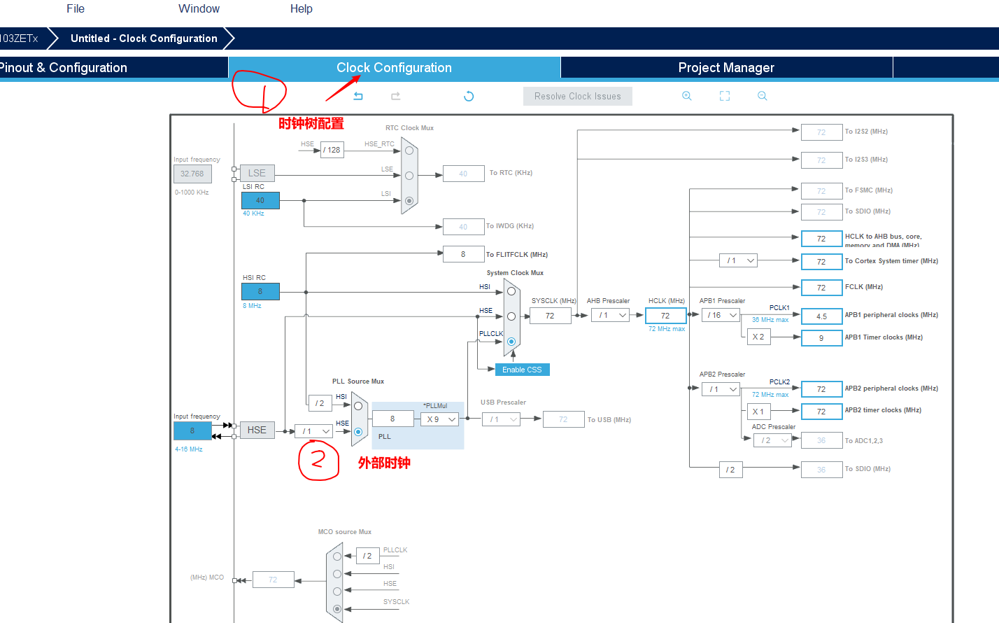 File Window Help
103ZETx Untitled - Clock Configuration
Pinout & Configuration Clock Configuration Project Manager
1
Resolve Clock Issues
时钟树配置
RTC Clock Mux
To I2S2 (MHz)
72
HSE
/ 128
HSE_RTC
Input frequency
72
To I2S3 (MHz)
32.768
LSE
LSE
40
To RTC (KHz)
0-1000 KHz
LSI RC
40
40 KHz
LSI
72
To FSMC (MHz)
72
To SDIO (MHz)
40
To IWDG (KHz)
72
HCLK to AHB bus, core,
memory and DMA (MHz)
8
To FLITFCLK (MHz)
/ 1
72
To Cortex System timer (MHz)
System Clock Mux
HSI RC
8
8 MHz
HSI
72
FCLK (MHz)
HSE
SYSCLK (MHz)
72
AHB Prescaler
/ 1
HCLK (MHz)
72
72 MHz max
APB1 Prescaler
/ 16
PCLK1
36 MHz max
4.5
APB1 peripheral clocks (MHz)
PLLCLK
X 2
9
APB1 Timer clocks (MHz)
Enable CSS
PLL Source Mux
APB2 Prescaler
/ 1
PCLK2
72 MHz max
72
APB2 peripheral clocks (MHz)
HSI
/ 2
*PLLMul
USB Prescaler
X 1
72
APB2 timer clocks (MHz)
Input frequency
8
4-16 MHz
HSE
/ 1
HSE
8
X 9
PLL
/ 1
72
To USB (MHz)
ADC Prescaler
/ 2
36
To ADC1,2,3
2
外部时钟
/ 2
36
To SDIO (MHz)
MCO source Mux
/ 2
PLLCLK
HSI
(MHz) MCO
72
HSE
SYSCLK